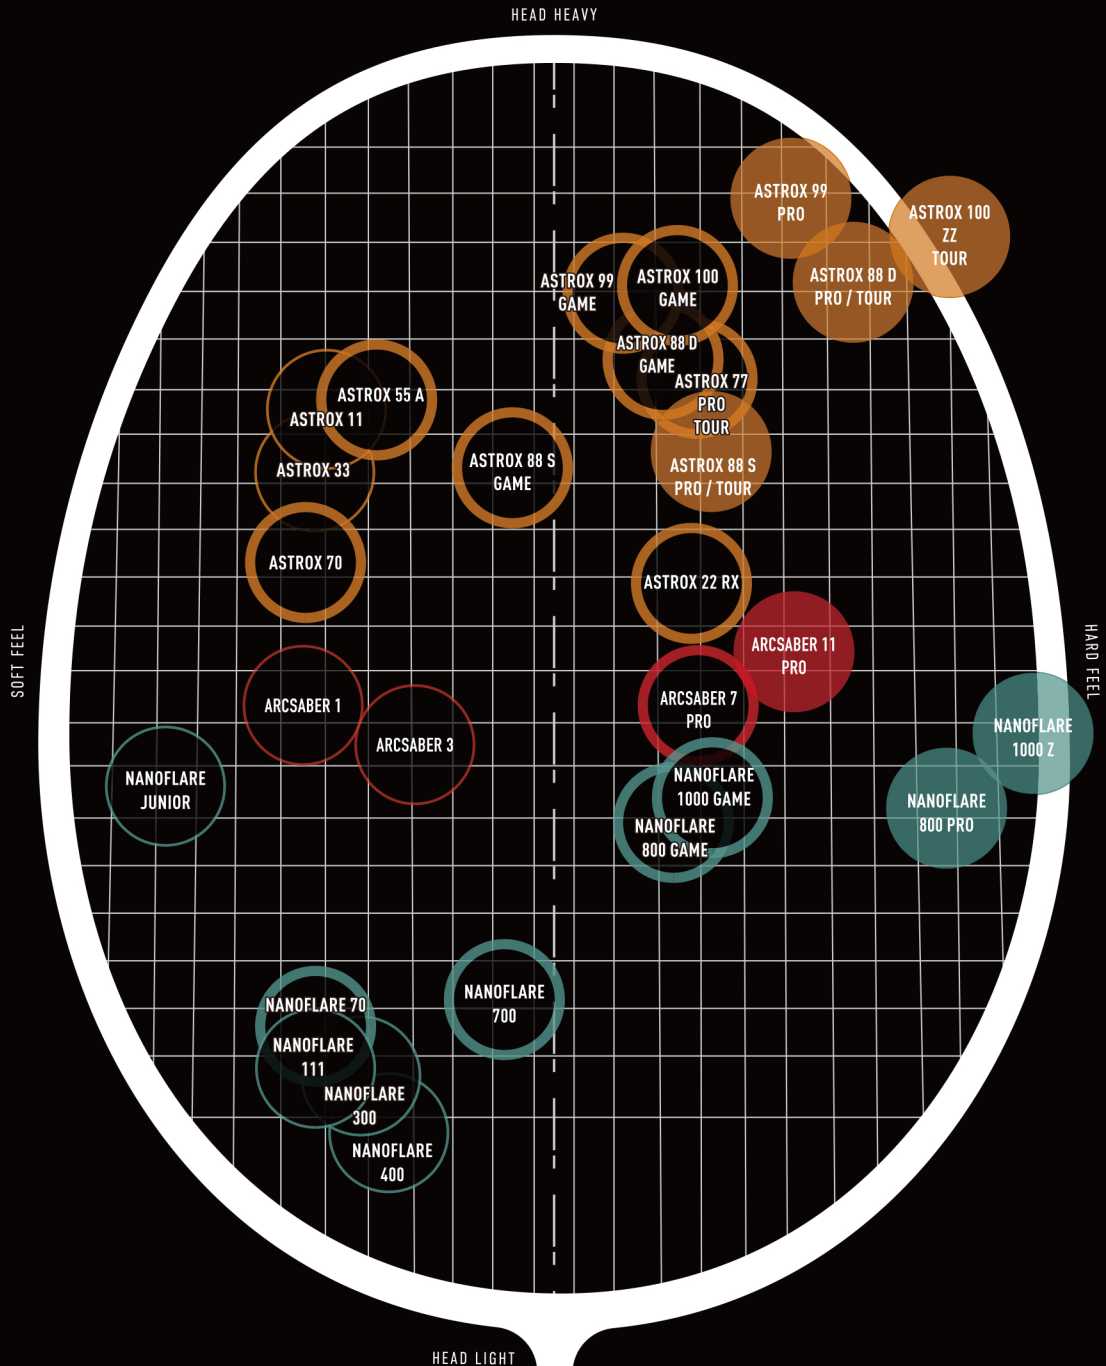 HEAD HEAVY
ASTROX 99
PRO
ASTROX 100
ZZ
TOUR
ASTROX 88 D
PRO / TOUR
ASTROX 99
GAME
ASTROX 100
GAME
ASTROX 88 D
GAME
ASTROX 77
PRO
TOUR
ASTROX 55 A
ASTROX 11
ASTROX 33
ASTROX 88 S
GAME
ASTROX 88 S
PRO / TOUR
ASTROX 70
ASTROX 22 RX
SOFT FEEL
HARD FEEL
ARCSABER 11
PRO
ARCSABER 1
ARCSABER 7
PRO
ARCSABER 3
NANOFLARE
1000 Z
NANOFLARE
JUNIOR
NANOFLARE
1000 GAME
NANOFLARE
800 PRO
NANOFLARE
800 GAME
NANOFLARE
700
NANOFLARE 70
NANOFLARE
111
NANOFLARE
300
NANOFLARE
400
HEAD LIGHT